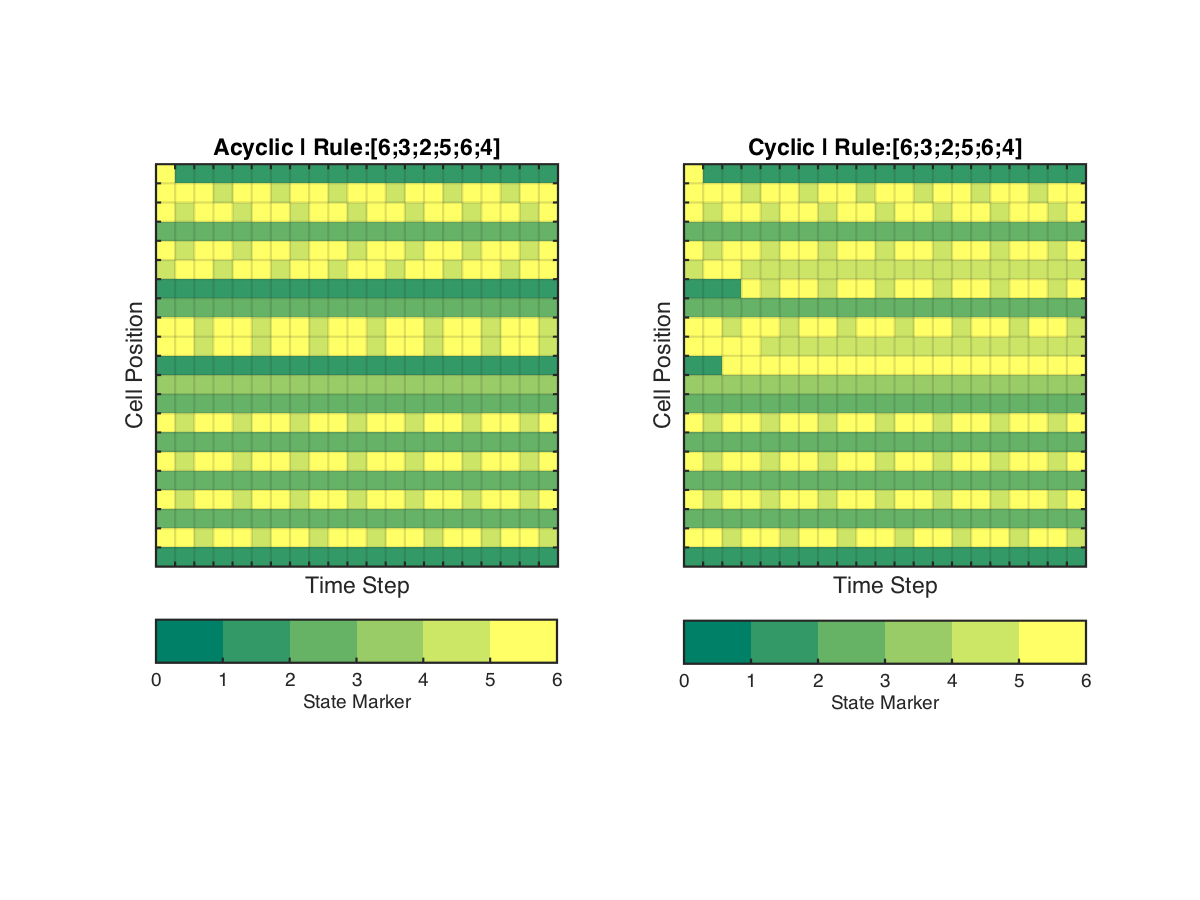 Acyclic | Rule:[6;3;2;5;6;4]
Cell Position
Time Step
0 1 2 3 4 5 6
State Marker
Cyclic | Rule:[6;3;2;5;6;4]
Cell Position
Time Step
0 1 2 3 4 5 6
State Marker